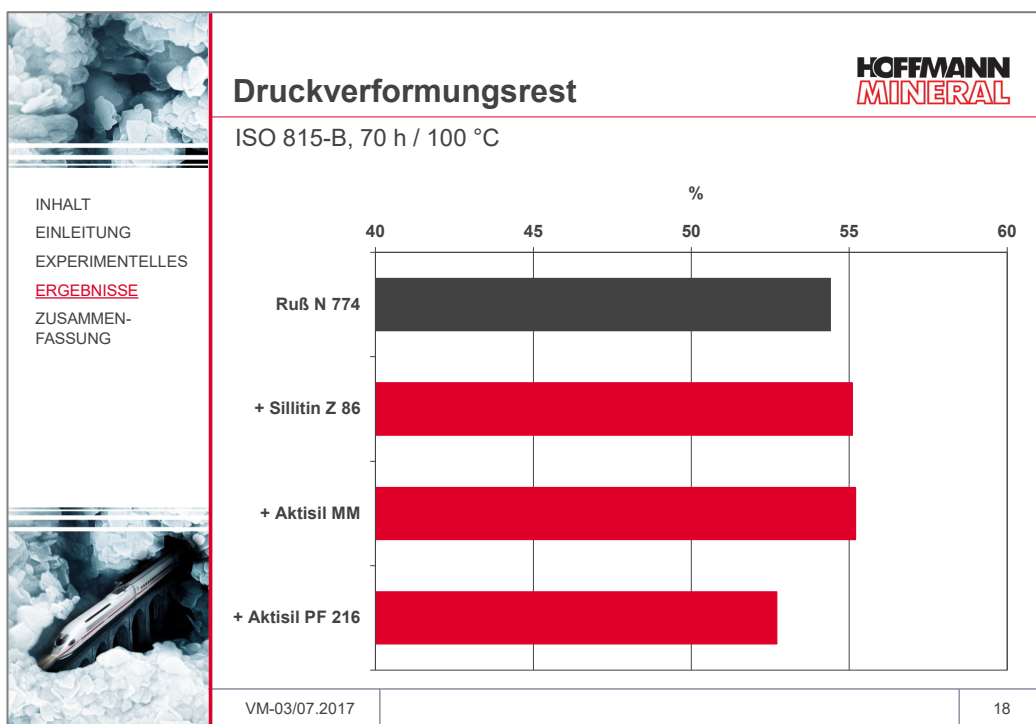 Druckverformungsrest
HOFFMANN
MINERAL
ISO 815-B, 70 h / 100 °C
INHALT
EINLEITUNG
EXPERIMENTELLES
ERGEBNISSE
ZUSAMMEN-
FASSUNG
%
40 45 50 55 60
Ruß N 774
+ Sillitin Z 86
+ Aktisil MM
+ Aktisil PF 216
VM-03/07.2017
18